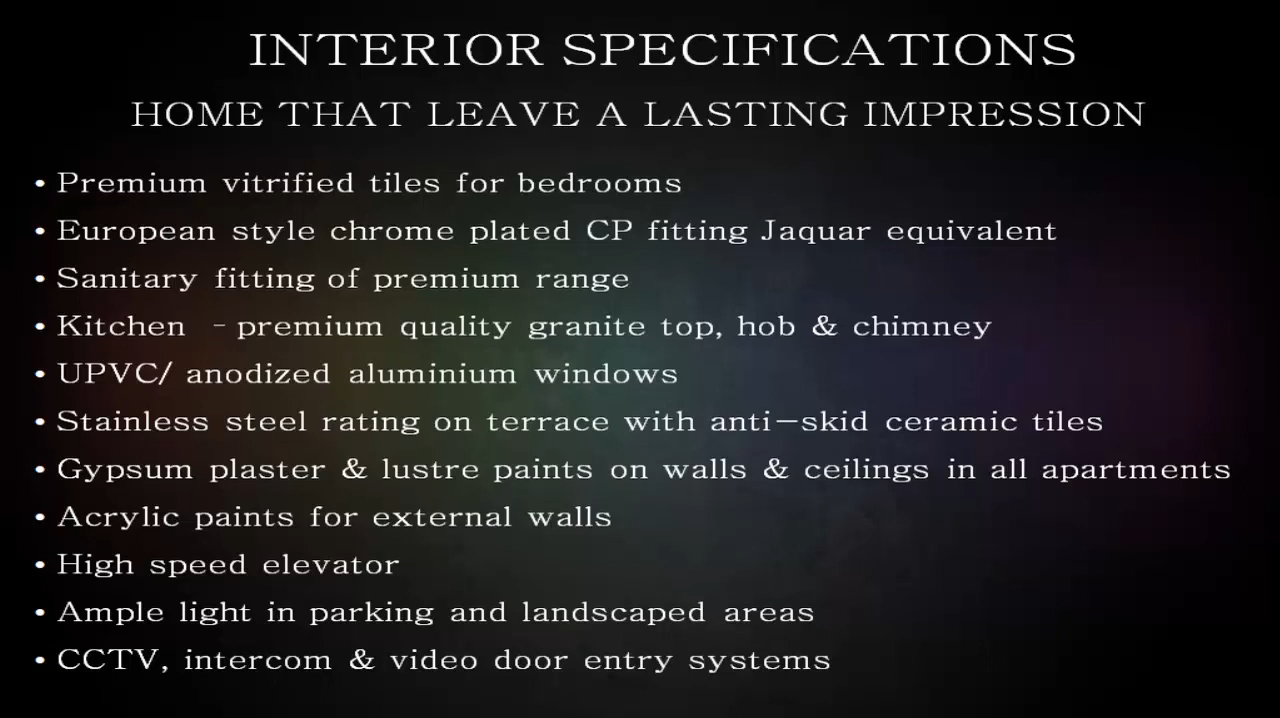 INTERIOR SPECIFICATIONS
HOME THAT LEAVE A LASTING IMPRESSION
• Premium vitrified tiles for bedrooms
• European style chrome plated CP fitting Jaquar equivalent
• Sanitary fitting of premium range
• Kitchen - premium quality granite top, hob & chimney
• UPVC/ anodized aluminium windows
• Stainless steel rating on terrace with anti-skid ceramic tiles
• Gypsum plaster & lustre paints on walls & ceilings in all apartments
• Acrylic paints for external walls
• High speed elevator
• Ample light in parking and landscaped areas
• CCTV, intercom & video door entry systems